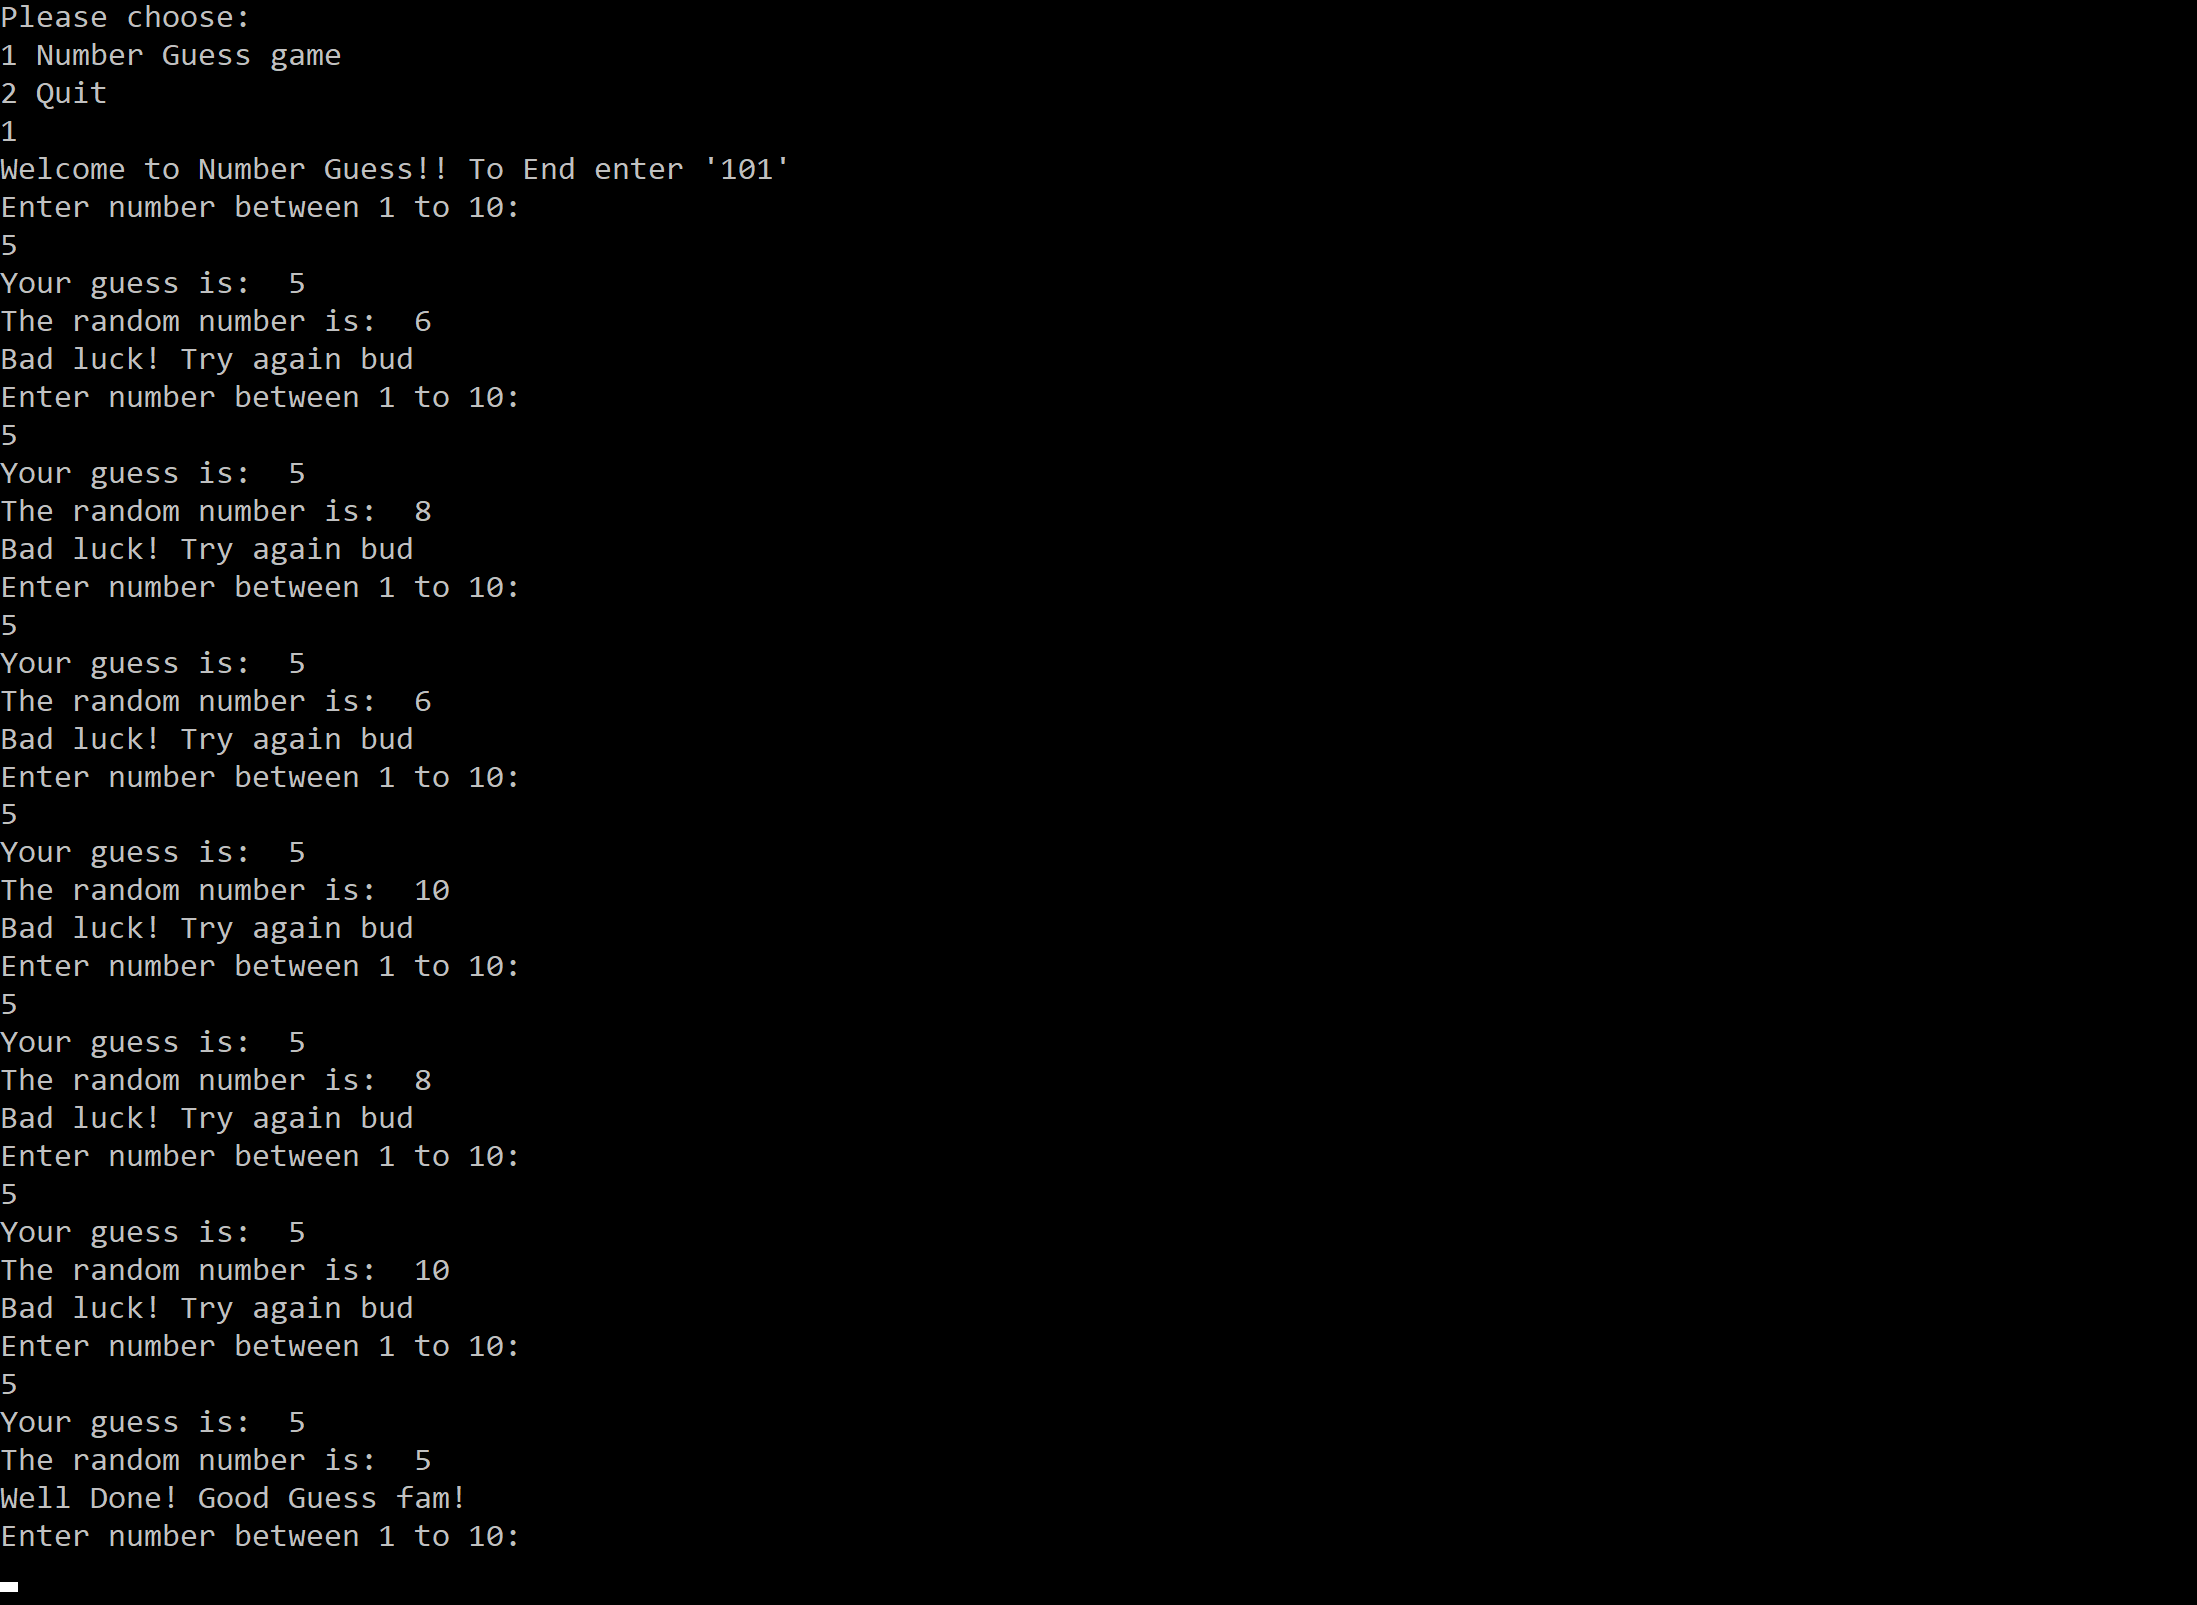 Please choose:
1 Number Guess game
2 Quit
1
Welcome to Number Guess!! To End enter '101'
Enter number between 1 to 10:
5
Your guess is:  5
The random number is:  6
Bad luck! Try again bud
Enter number between 1 to 10:
5
Your guess is:  5
The random number is:  8
Bad luck! Try again bud
Enter number between 1 to 10:
5
Your guess is:  5
The random number is:  6
Bad luck! Try again bud
Enter number between 1 to 10:
5
Your guess is:  5
The random number is:  10
Bad luck! Try again bud
Enter number between 1 to 10:
5
Your guess is:  5
The random number is:  8
Bad luck! Try again bud
Enter number between 1 to 10:
5
Your guess is:  5
The random number is:  10
Bad luck! Try again bud
Enter number between 1 to 10:
5
Your guess is:  5
The random number is:  5
Well Done! Good Guess fam!
Enter number between 1 to 10: